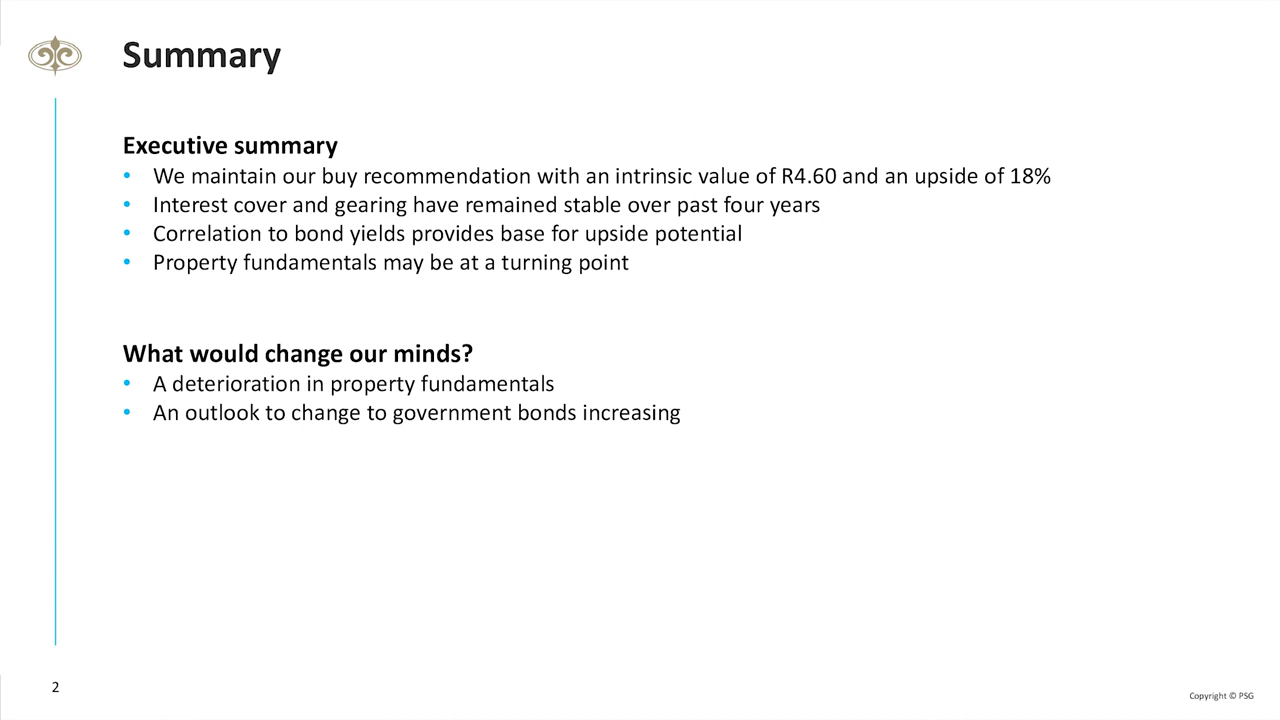 Summary
Executive summary
• We maintain our buy recommendation with an intrinsic value of R4.60 and an upside of 18%
• Interest cover and gearing have remained stable over past four years
• Correlation to bond yields provides base for upside potential
• Property fundamentals may be at a turning point
What would change our minds?
• A deterioration in property fundamentals
• An outlook to change to government bonds increasing
2
Copyright © PSG